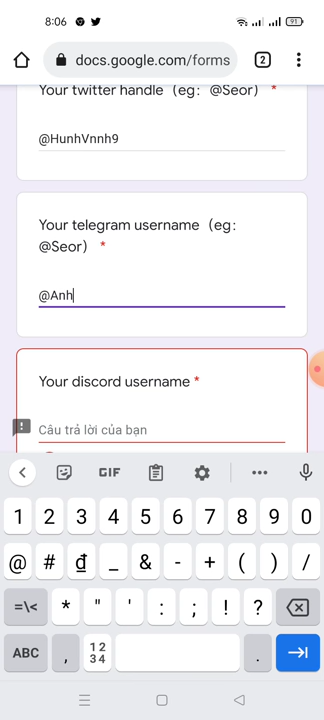 8:06
91
docs.google.com/forms
2
Your twitter handle（eg：@Seor） *
@HunhVnnh9
Your telegram username（eg：
@Seor） *
@Anh
Your discord username *
Câu trả lời của bạn
GIF
1 2 3 4 5 6 7 8 9 0
@ # ₫ _ & - + ( ) /
=\< * " ' : ; ! ?
ABC , 12 .
34